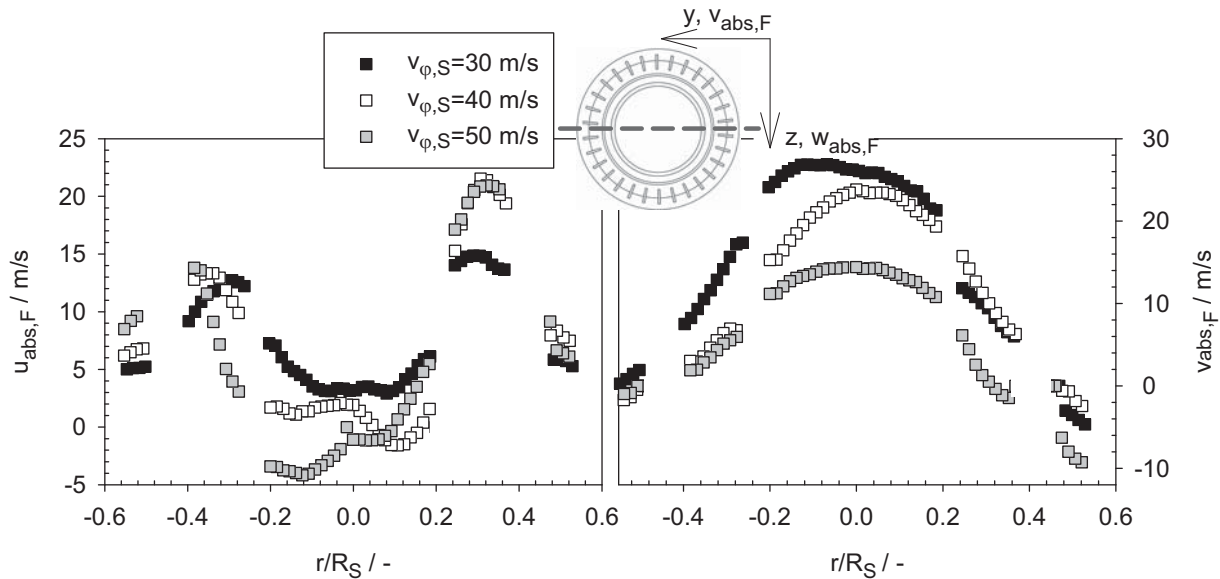 y, v_abs,F
v_φ,S=30 m/s
v_φ,S=40 m/s
v_φ,S=50 m/s
z, w_abs,F
25
20
15
10
5
0
-5
u_abs,F / m/s
-0.6 -0.4 -0.2 0.0 0.2 0.4 0.6
r/R_S / -
30
20
10
0
-10
v_abs,F / m/s
-0.4 -0.2 0.0 0.2 0.4 0.6
r/R_S / -